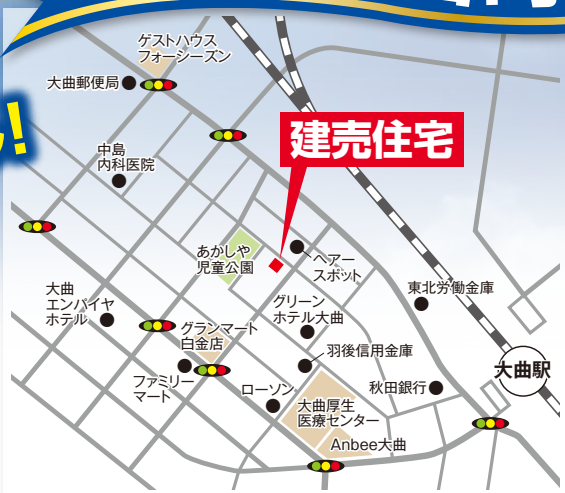 ゲストハウス
フォーシーズン
大曲郵便局
建売住宅
中島
内科医院
あかしや
児童公園
ヘアー
スポット
東北労働金庫
大曲
エンパイヤ
ホテル
グリーン
ホテル大曲
グランマート
白金店
羽後信用金庫
大曲駅
ファミリー
マート
ローソン
秋田銀行
大曲厚生
医療センター
Anbee大曲